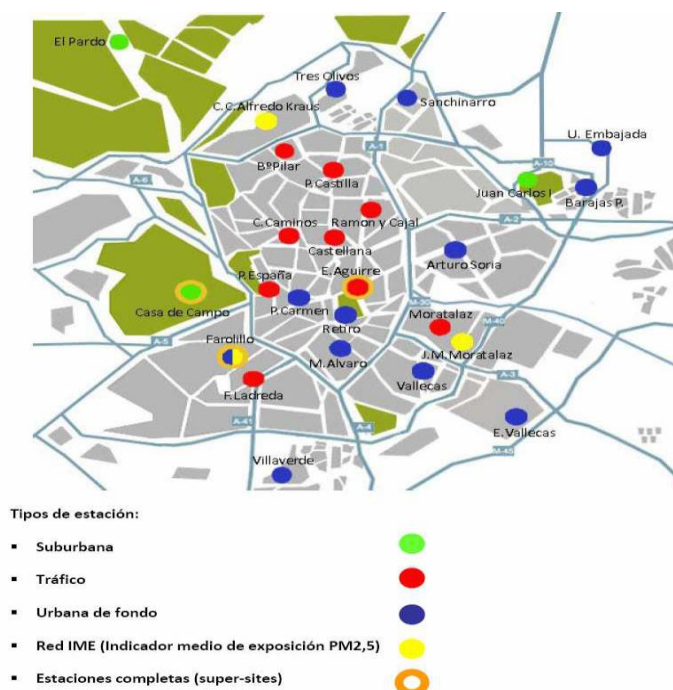 El Pardo
Tres Olivos
Sanchinarro
C.C.Alfredo Kraus
U. Embajada
A-1
BºPilar
A-10
A-6
P.Castilla
Juan Carlos I
Barajas P.
C.Caminos
Ramon y Cajal
A-2
Castellana
Arturo Soria
P.España
E.Aguirre
M-30
Casa de Campo
P.Carmen
Moratalaz
M-40
Retiro
A-5
Farolillo
J.M.Moratalaz
M.Alvaro
Vallecas
A-3
F.Ladreda
A-41
A-4
E.Vallecas
M-45
Villaverde
Tipos de estación:
▪ Suburbana
▪ Tráfico
▪ Urbana de fondo
▪ Red IME (Indicador medio de exposición PM2,5)
▪ Estaciones completas (super-sites)